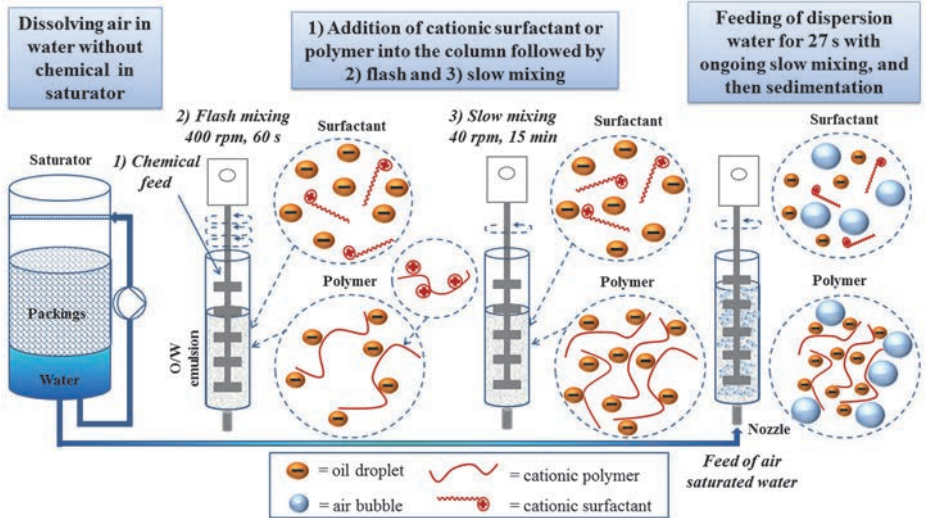 Dissolving air in
water without
chemical in
saturator
1) Addition of cationic surfactant or
polymer into the column followed by
2) flash and 3) slow mixing
Feeding of dispersion
water for 27 s with
ongoing slow mixing, and
then sedimentation
2) Flash mixing
400 rpm, 60 s
1) Chemical
feed
Surfactant
3) Slow mixing
40 rpm, 15 min
Surfactant
Surfactant
Saturator
Packings
Water
O/W
emulsion
Polymer
Polymer
Polymer
Nozzle
Feed of air
saturated water
= oil droplet
= cationic polymer
= air bubble
= cationic surfactant